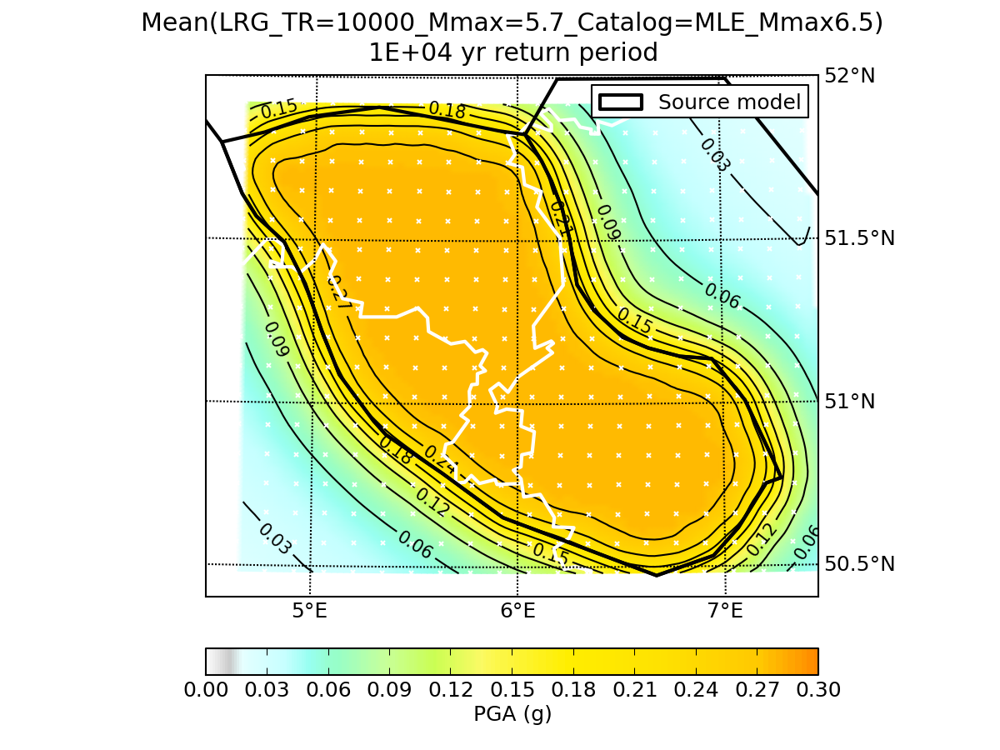 Mean(LRG_TR=10000_Mmax=5.7_Catalog=MLE_Mmax6.5)
1E+04 yr return period
52°N
Source model
0.15
0.18
0.03
0.21
0.09
51.5°N
0.06
0.21
0.15
0.09
51°N
0.18
0.24
0.12
0.03
0.06
0.15
0.12
0.06
50.5°N
5°E 6°E 7°E
0.00 0.03 0.06 0.09 0.12 0.15 0.18 0.21 0.24 0.27 0.30
PGA (g)